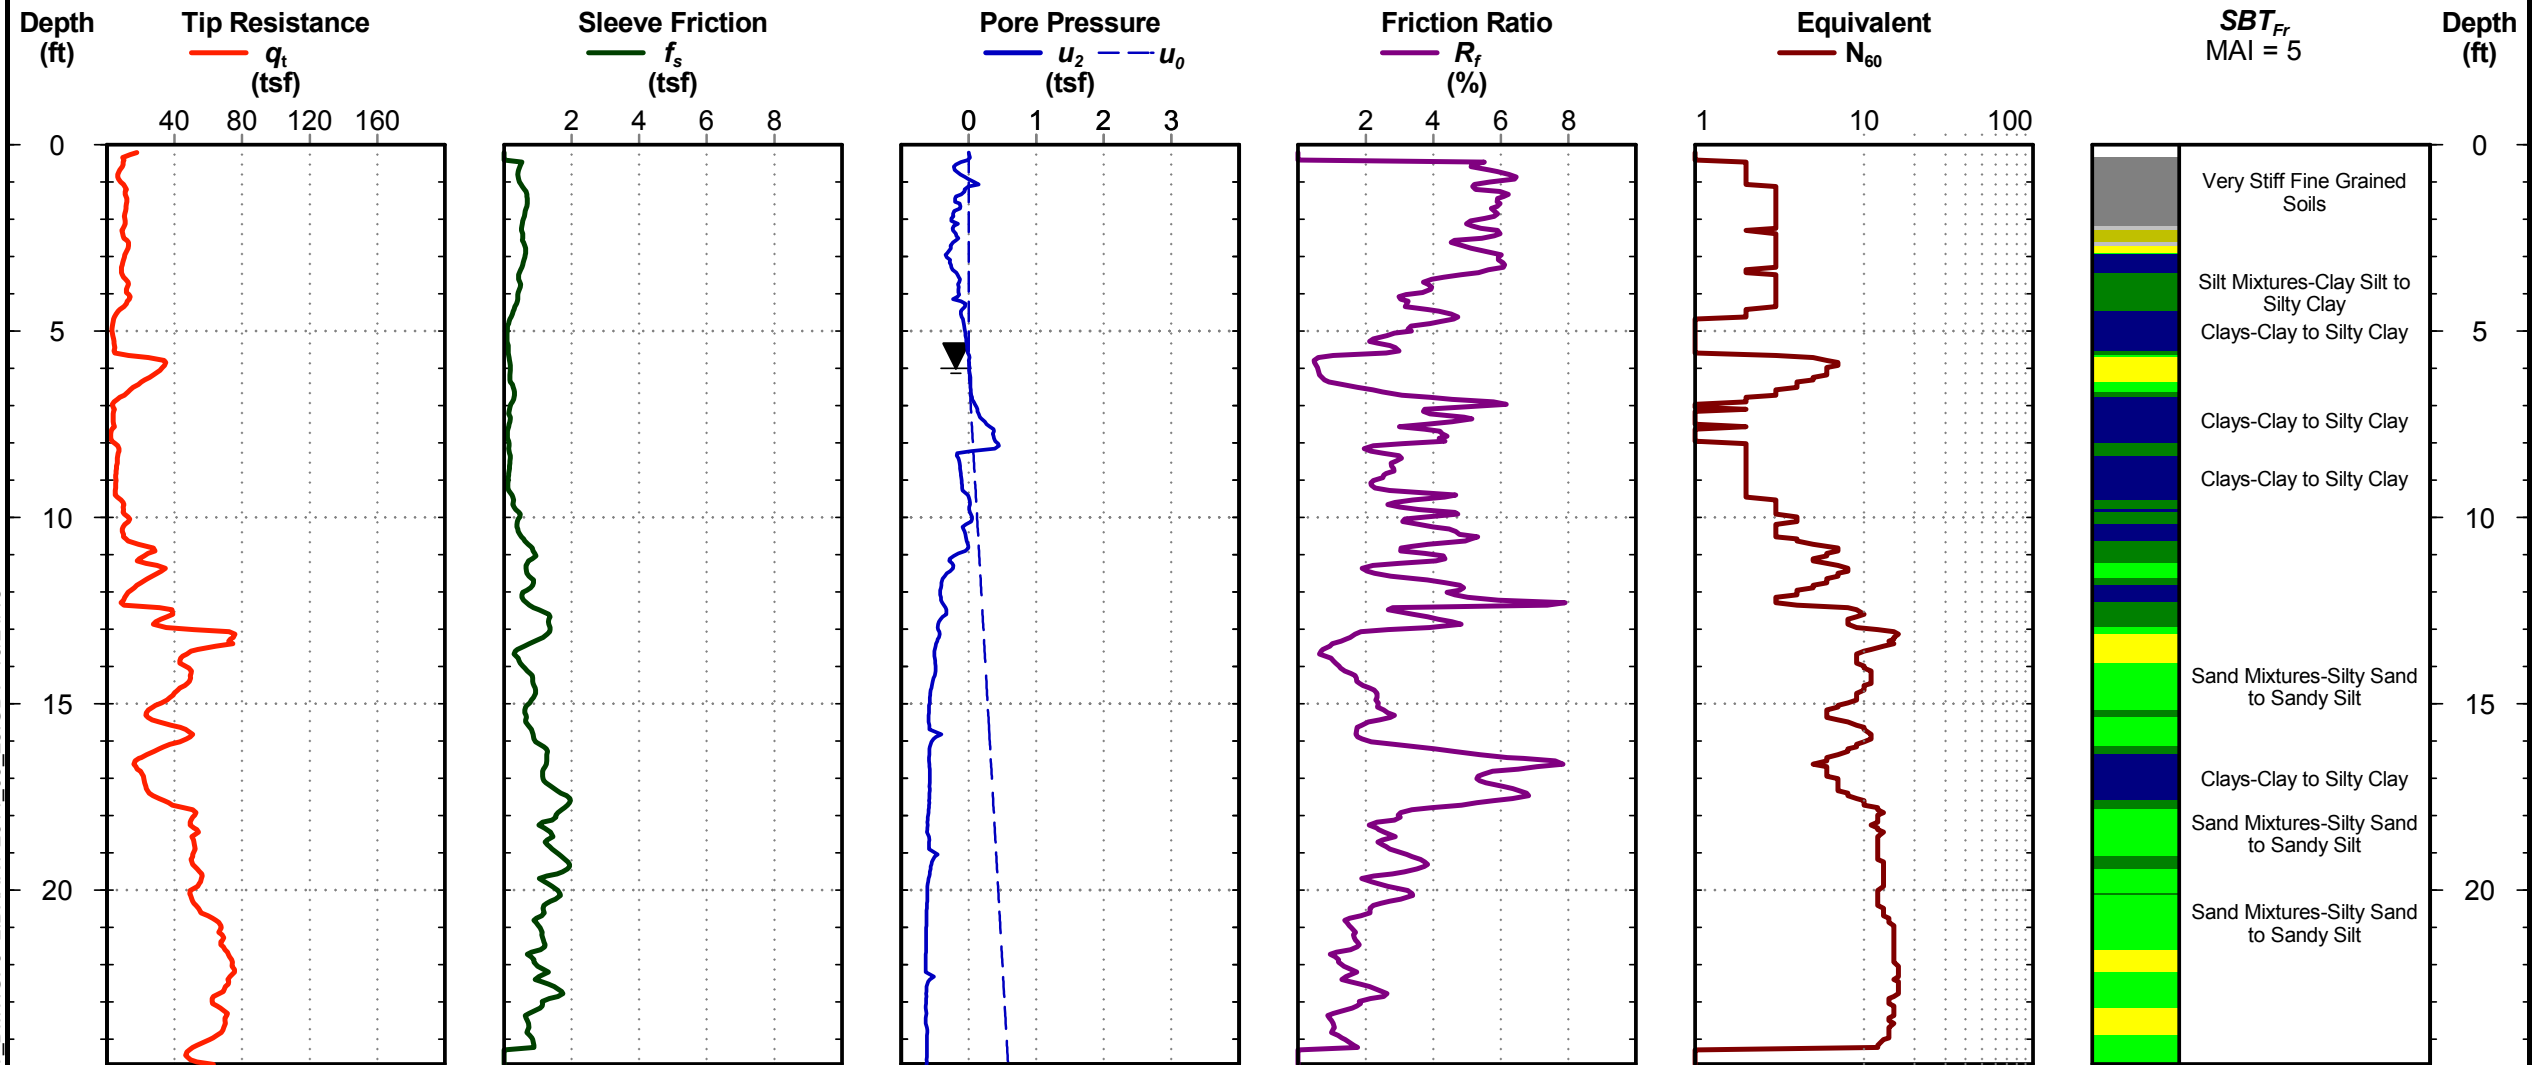 Depth
(ft)
Tip Resistance
qt
(tsf)
Sleeve Friction
fs
(tsf)
Pore Pressure
u2 u0
(tsf)
Friction Ratio
Rf
(%)
Equivalent
N60
SBTFr
MAI = 5
Depth
(ft)
40 80 120 160
2 4 6 8
0 1 2 3
2 4 6 8
1 10 100
0
5
10
15
20
Very Stiff Fine Grained
Soils
Silt Mixtures-Clay Silt to
Silty Clay
Clays-Clay to Silty Clay
Clays-Clay to Silty Clay
Clays-Clay to Silty Clay
Sand Mixtures-Silty Sand
to Sandy Silt
Clays-Clay to Silty Clay
Sand Mixtures-Silty Sand
to Sandy Silt
Sand Mixtures-Silty Sand
to Sandy Silt
0
5
10
15
20